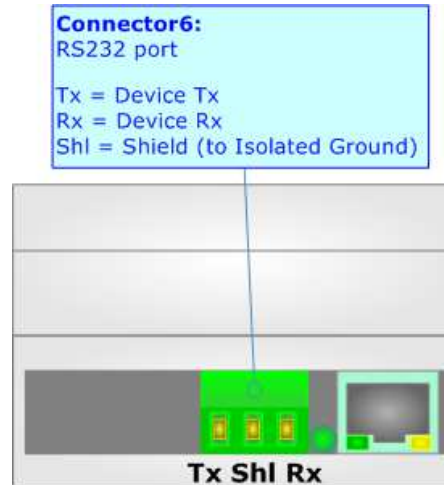 Connector6:
RS232 port
Tx = Device Tx
Rx = Device Rx
Shl = Shield (to Isolated Ground)
Tx Shl Rx